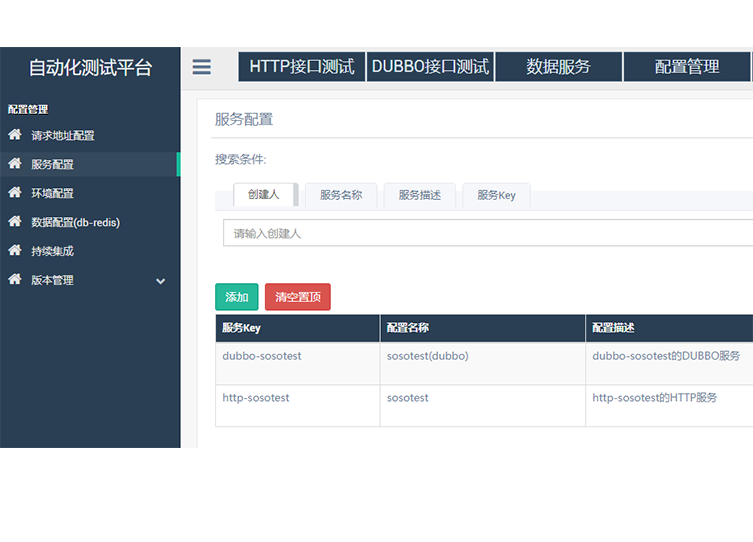 自动化测试平台
HTTP接口测试 DUBBO接口测试 数据服务 配置管理
配置管理
请求地址配置
服务配置
环境配置
数据配置(db-redis)
持续集成
版本管理
服务配置
搜索条件:
创建人 服务名称 服务描述 服务Key
请输入创建人
添加 清空置顶
服务Key 配置名称 配置描述
dubbo-sosotest sosotest(dubbo) dubbo-sosotest的DUBBO服务
http-sosotest sosotest http-sosotest的HTTP服务